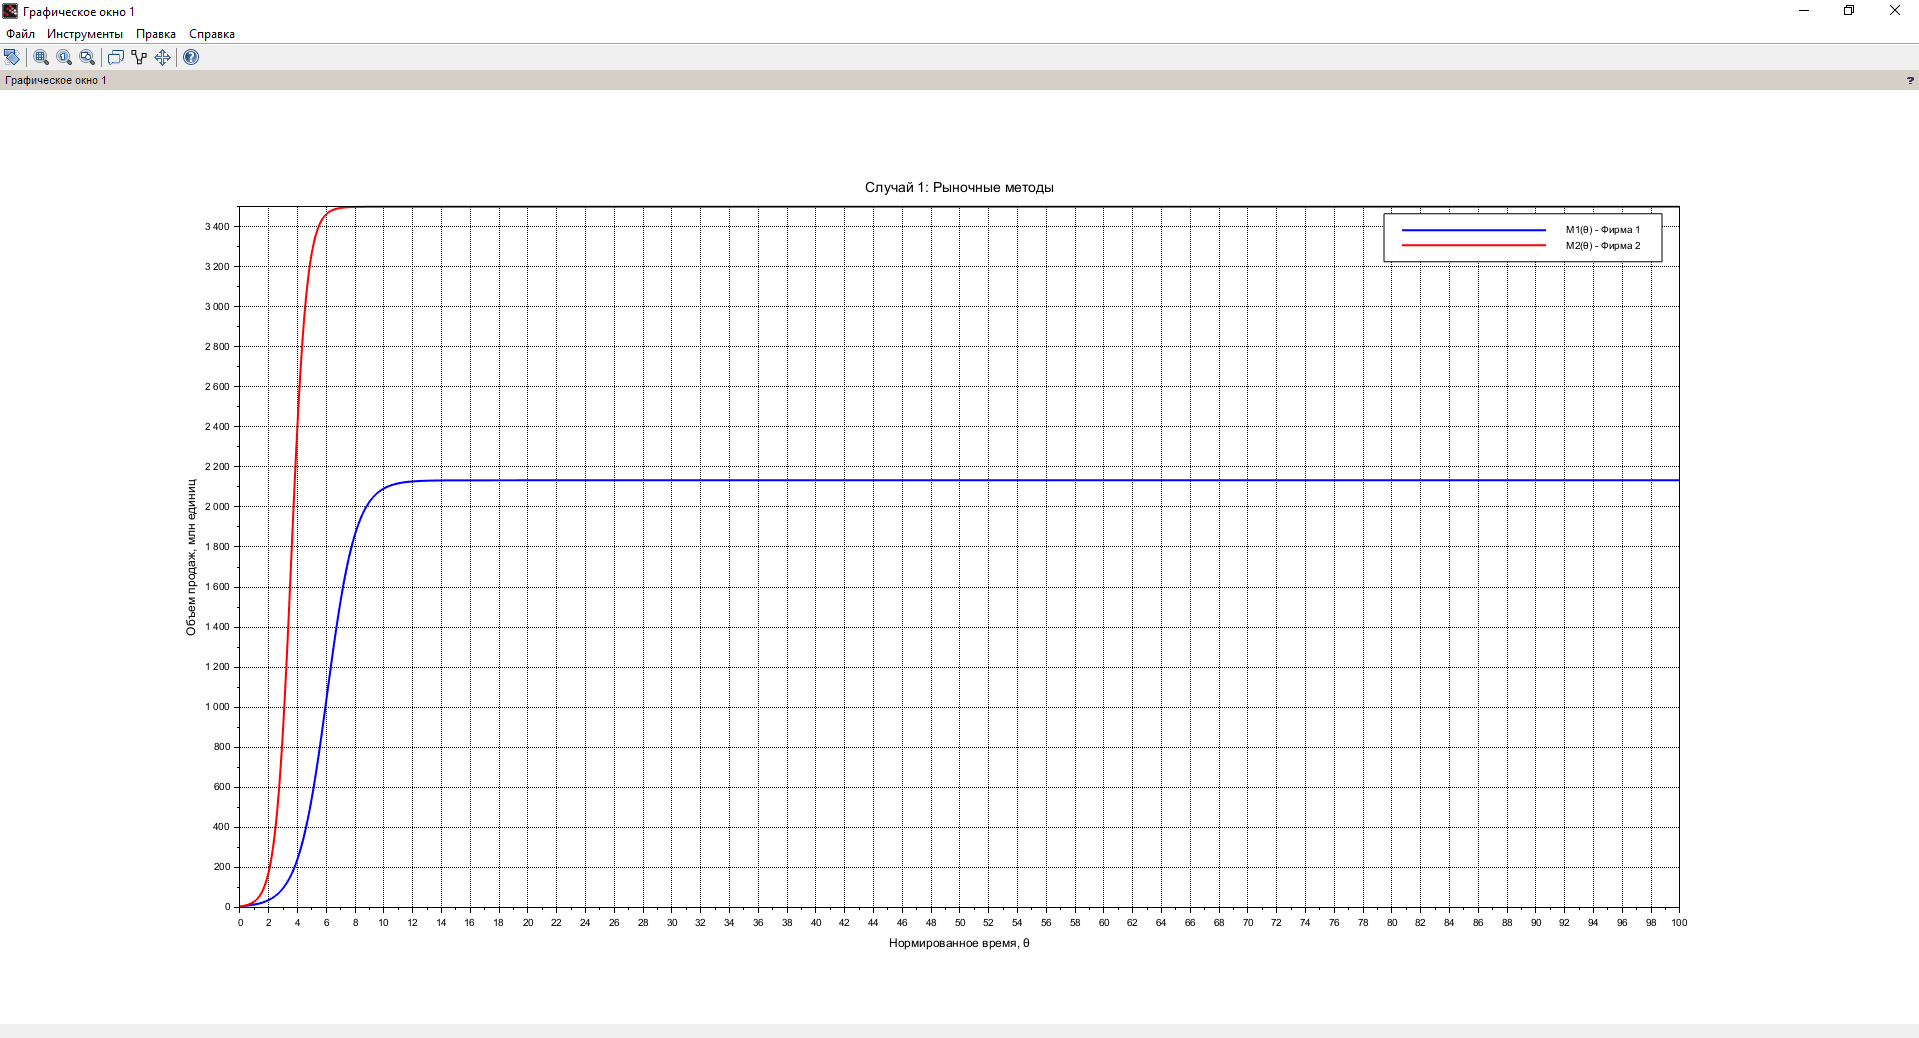 Графическое окно 1
Файл Инструменты Правка Справка
Графическое окно 1 ?
Случай 1: Рыночные методы
M1(θ) - Фирма 1
M2(θ) - Фирма 2
3 400
3 200
3 000
2 800
2 600
2 400
2 200
2 000
1 800
1 600
1 400
1 200
1 000
800
600
400
200
0
Объем продаж, млн единиц
0 2 4 6 8 10 12 14 16 18 20 22 24 26 28 30 32 34 36 38 40 42 44 46 48 50 52 54 56 58 60 62 64 66 68 70 72 74 76 78 80 82 84 86 88 90 92 94 96 98 100
Нормированное время, θ